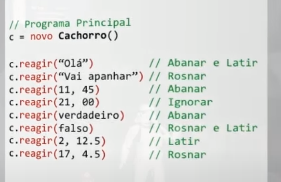 // Programa Principal
c = novo Cachorro()
c.reagir(“Olá”) // Abanar e Latir
c.reagir(“Vai apanhar”) // Rosnar
c.reagir(11, 45) // Abanar
c.reagir(21, 00) // Ignorar
c.reagir(verdadeiro) // Abanar
c.reagir(falso) // Rosnar e Latir
c.reagir(2, 12.5) // Latir
c.reagir(17, 4.5) // Rosnar